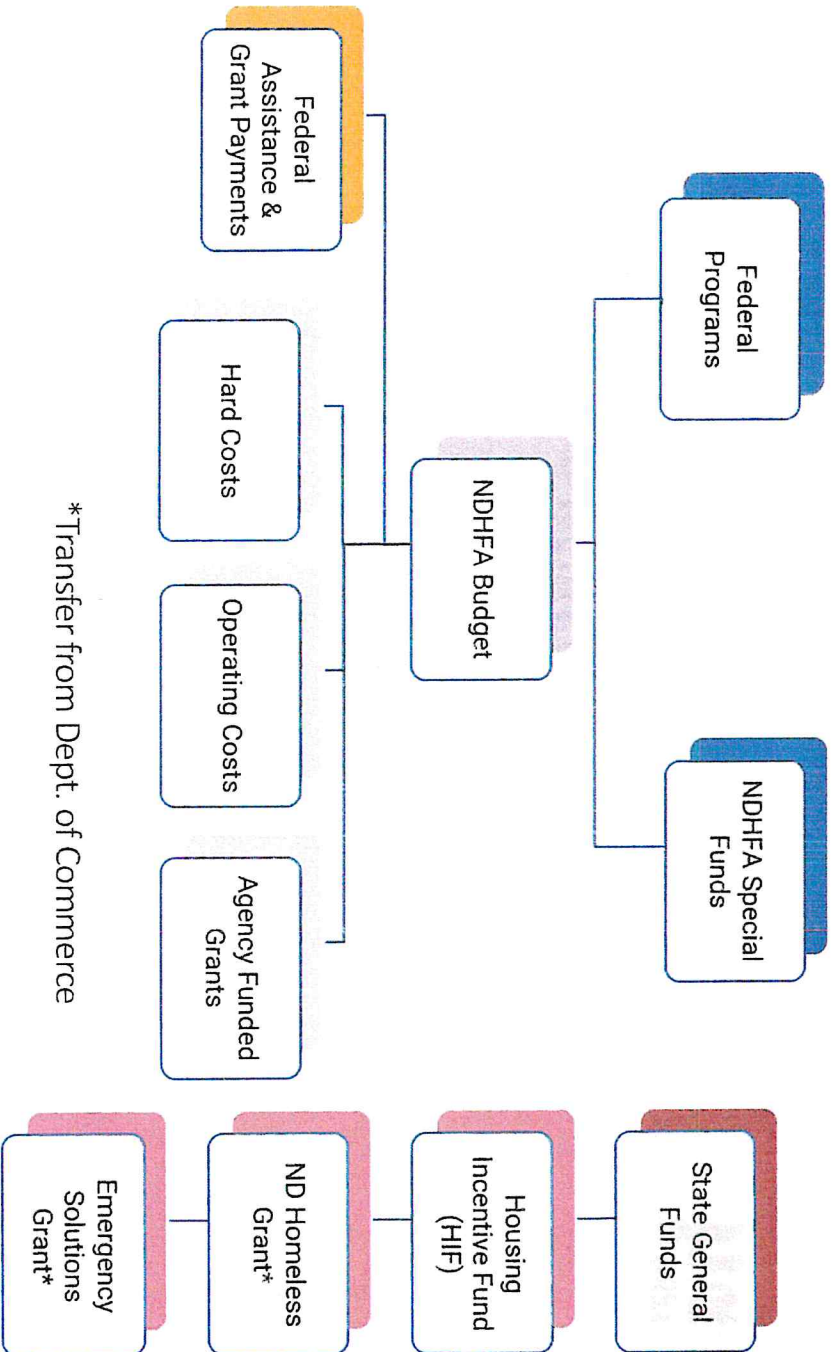 Federal
Programs
NDHFA Special
Funds
State General
Funds
NDHFA Budget
Housing
Incentive Fund
(HIF)
Federal
Assistance &
Grant Payments
Hard Costs
Operating Costs
Agency Funded
Grants
ND Homeless
Grant*
Emergency
Solutions
Grant*
*Transfer from Dept. of Commerce